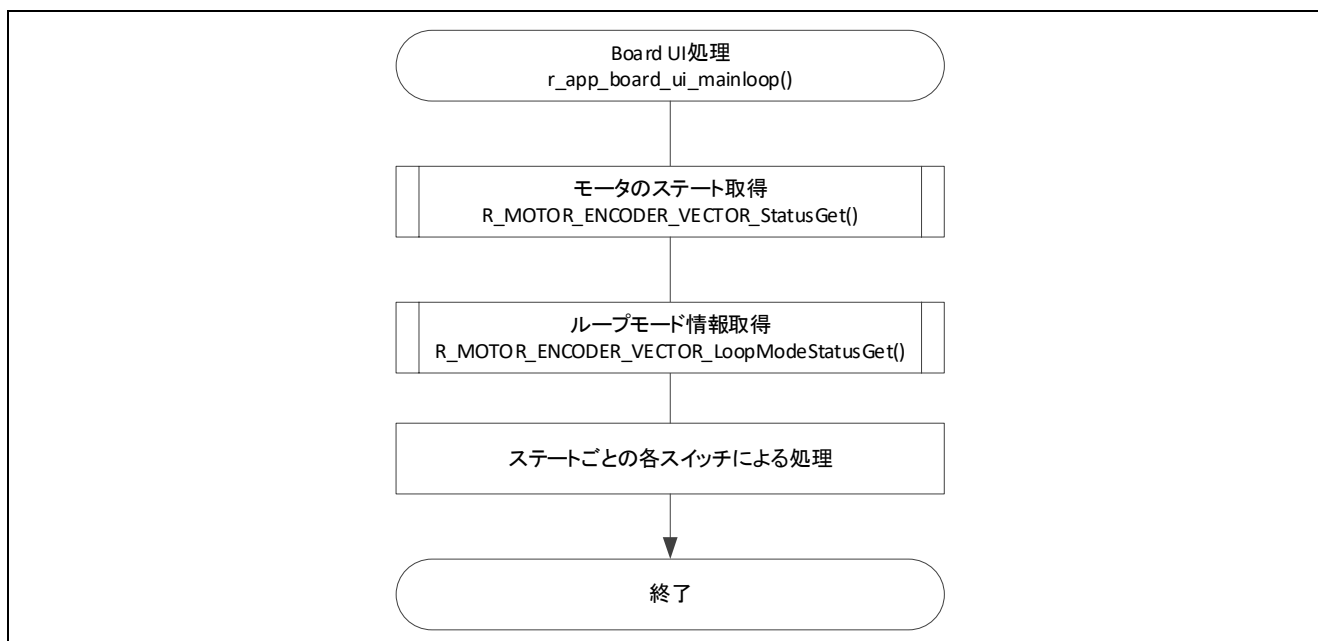 Board UI処理
r_app_board_ui_mainloop()
モータのステート取得
R_MOTOR_ENCODER_VECTOR_StatusGet()
ループモード情報取得
R_MOTOR_ENCODER_VECTOR_LoopModeStatusGet()
ステートごとの各スイッチによる処理
終了